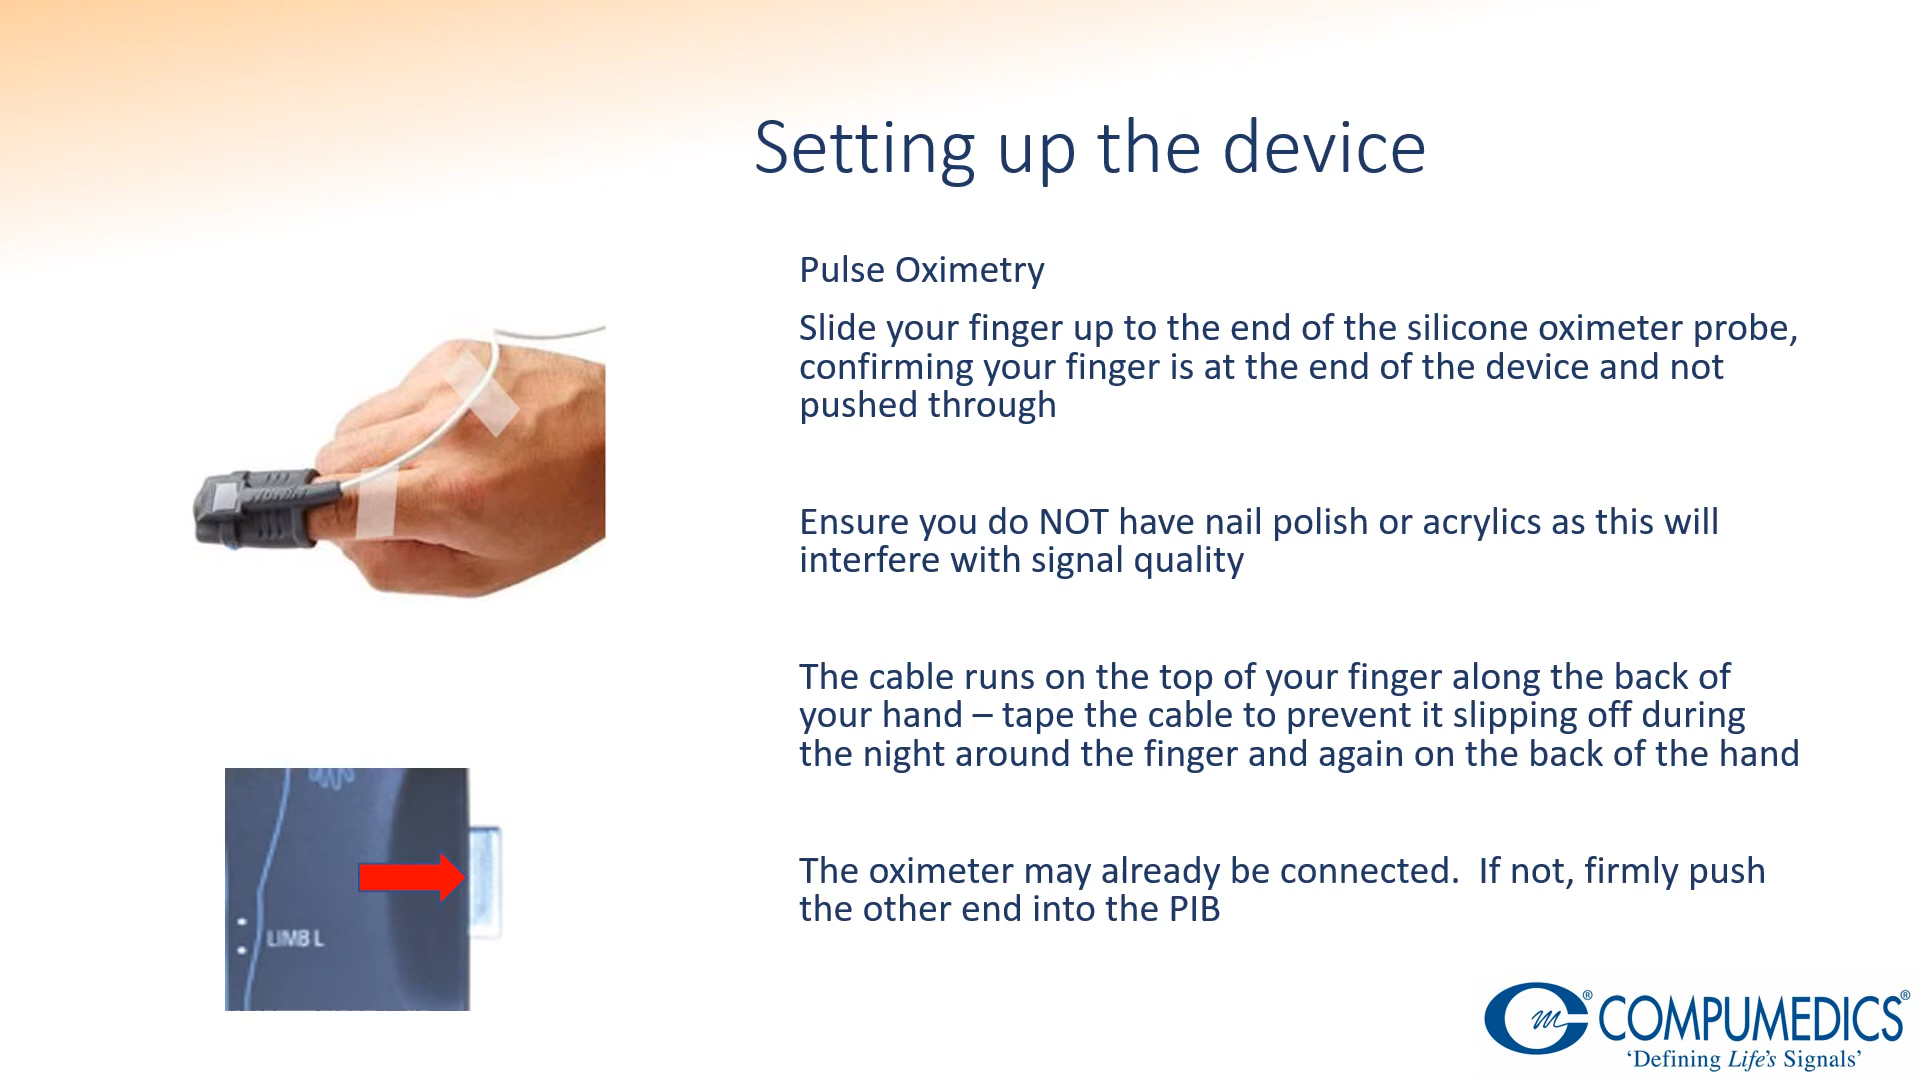 Setting up the device
Pulse Oximetry
Slide your finger up to the end of the silicone oximeter probe,
confirming your finger is at the end of the device and not
pushed through
Ensure you do NOT have nail polish or acrylics as this will
interfere with signal quality
The cable runs on the top of your finger along the back of
your hand – tape the cable to prevent it slipping off during
the night around the finger and again on the back of the hand
The oximeter may already be connected.  If not, firmly push
the other end into the PIB
NONIN
LIMB L
COMPUMEDICS®
‘Defining Life’s Signals’